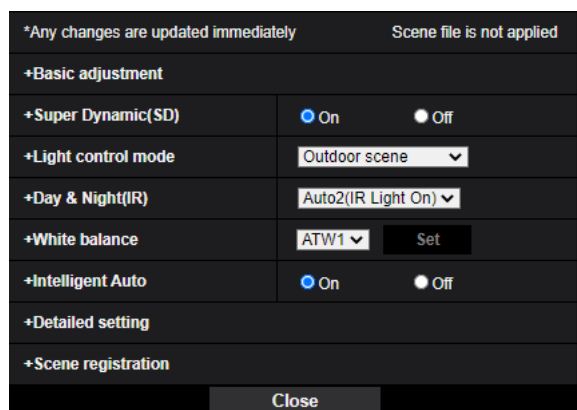 *Any changes are updated immediately Scene file is not applied
+Basic adjustment
+Super Dynamic(SD) On Off
+Light control mode Outdoor scene
+Day & Night(IR) Auto2(IR Light On)
+White balance ATW1 Set
+Intelligent Auto On Off
+Detailed setting
+Scene registration
Close